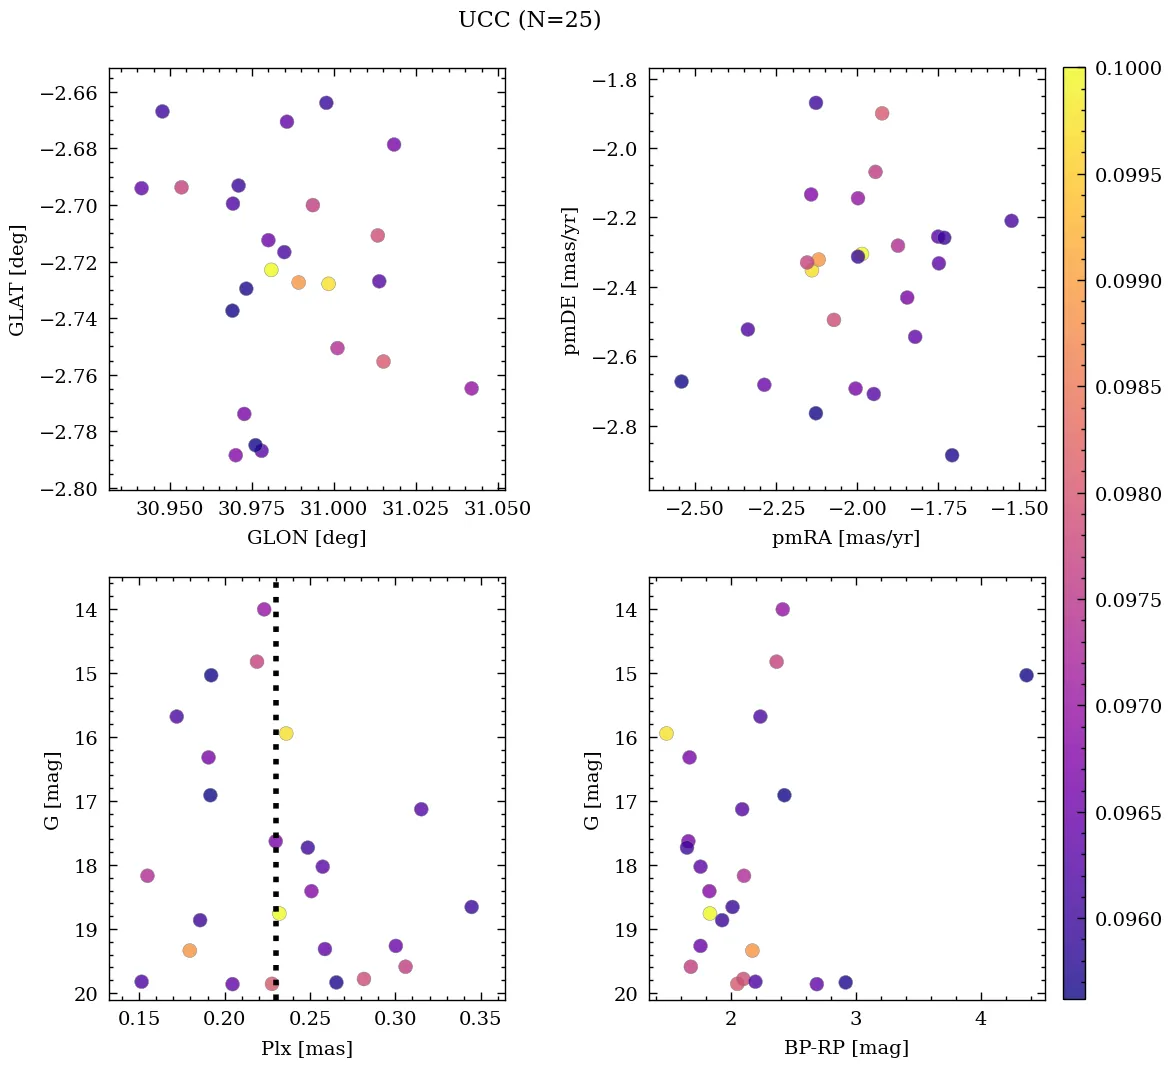 UCC (N=25)
−2.66
−2.68
−2.70
−2.72
−2.74
−2.76
−2.78
−2.80
GLAT [deg]
30.950 30.975 31.000 31.025 31.050
GLON [deg]
−1.8
−2.0
−2.2
−2.4
−2.6
−2.8
pmDE [mas/yr]
−2.50 −2.25 −2.00 −1.75 −1.50
pmRA [mas/yr]
14
15
16
17
18
19
20
G [mag]
0.15 0.20 0.25 0.30 0.35
Plx [mas]
14
15
16
17
18
19
20
G [mag]
2 3 4
BP-RP [mag]
0.1000
0.0995
0.0990
0.0985
0.0980
0.0975
0.0970
0.0965
0.0960